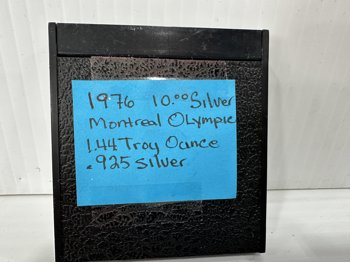 1976 10.00 Silver
Montreal Olympic
1.44 Troy Ounce
.925 silver